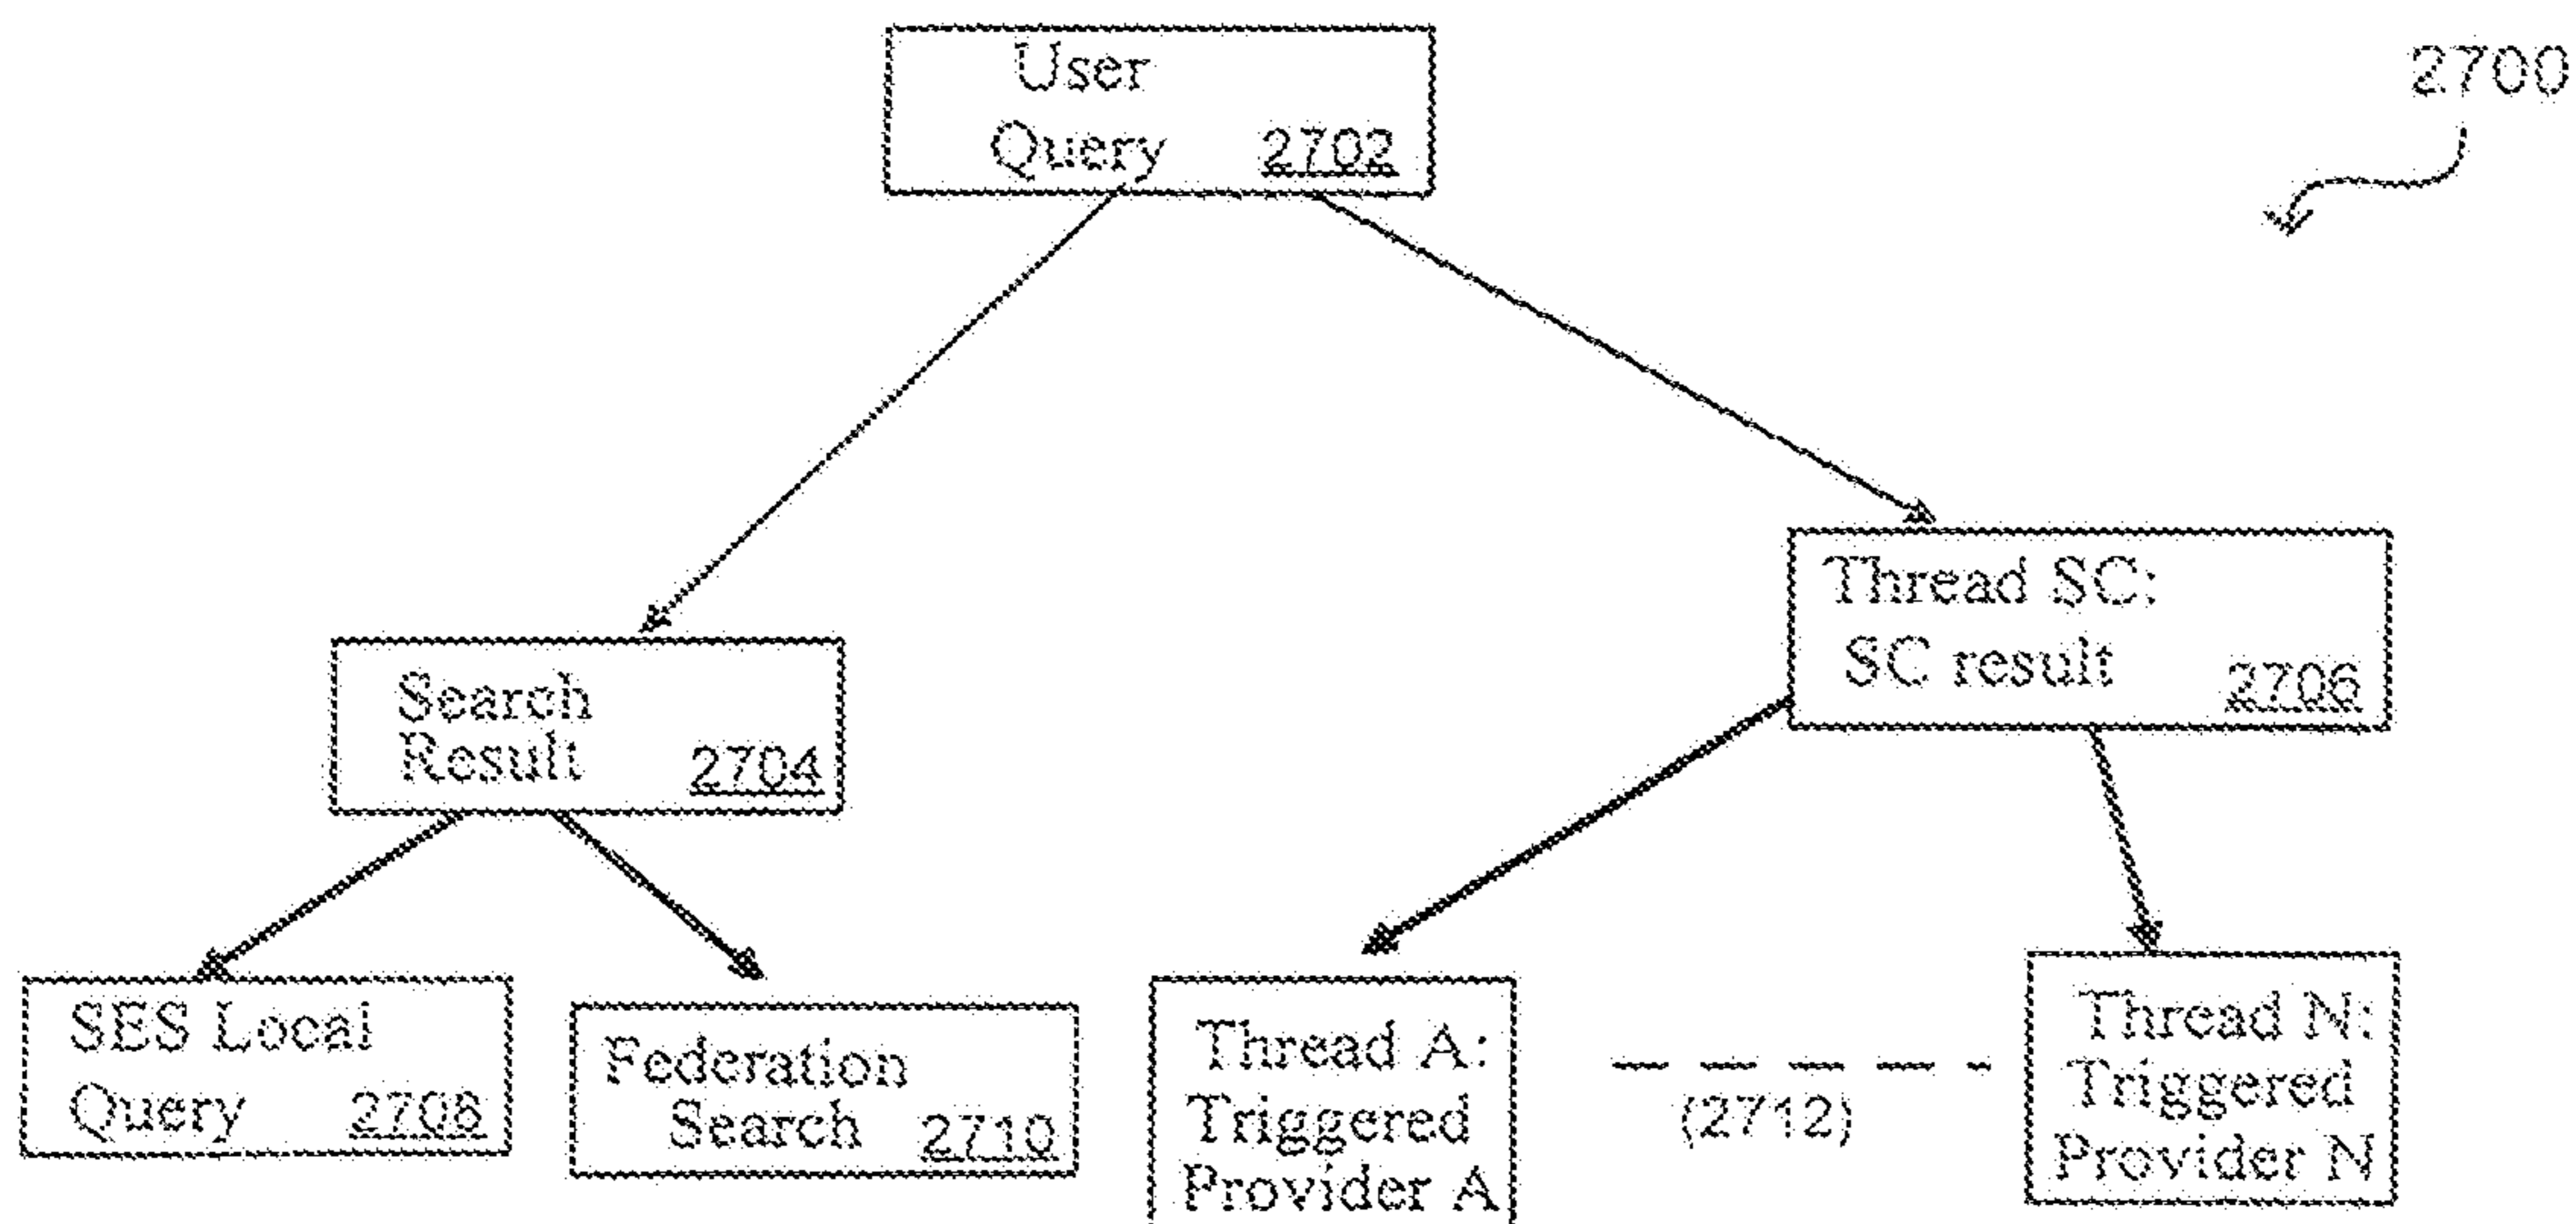 User
Query 2702
2700
Thread SC:
SC result 2706
Search
Result 2704
SES Local
Query 2708
Federation
Search 2710
Thread A:
Triggered
Provider A
(2712)
Thread N:
Triggered
Provider N